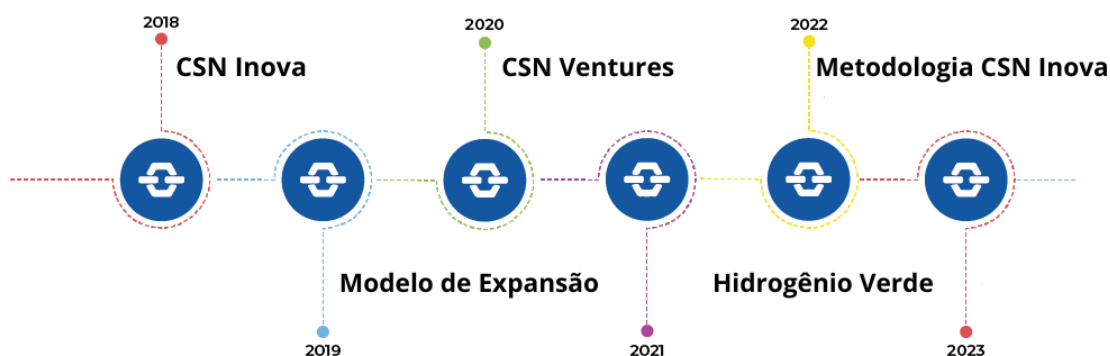 2018
CSN Inova
2020
CSN Ventures
2022
Metodologia CSN Inova
Modelo de Expansão
2019
Hidrogênio Verde
2021
2023